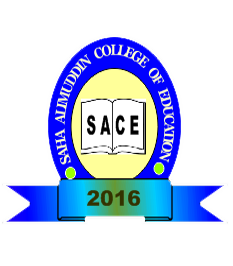 SAHA ALIMUDDIN COLLEGE OF EDUCATION
SACE
2016